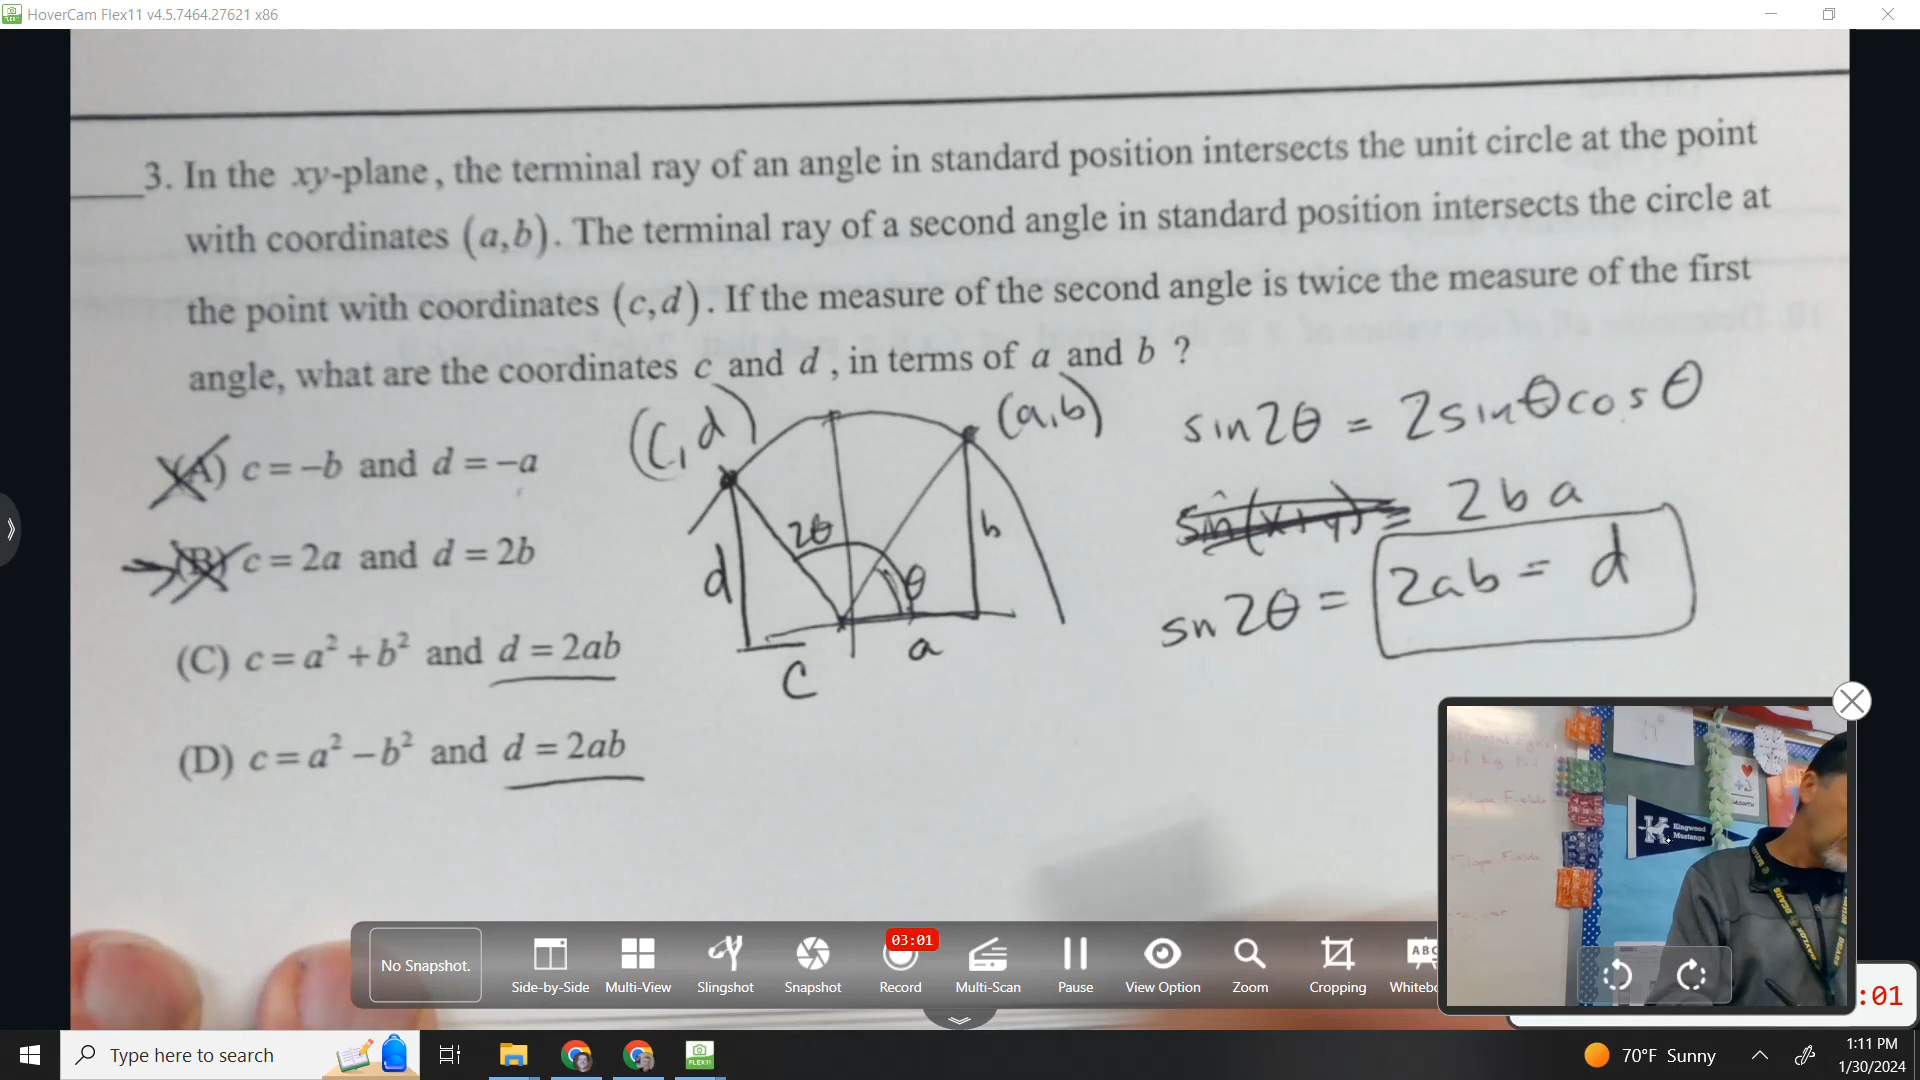 HoverCam Flex11 v4.5.7464.27621 x86
3. In the xy-plane, the terminal ray of an angle in standard position intersects the unit circle at the point
with coordinates (a,b). The terminal ray of a second angle in standard position intersects the circle at
the point with coordinates (c,d). If the measure of the second angle is twice the measure of the first
angle, what are the coordinates c and d, in terms of a and b ?
(A) c = -b and d = -a
(B) c = 2a and d = 2b
(C) c = a² + b² and d = 2ab
(D) c = a² - b² and d = 2ab
(c,d)
(a,b)
2θ
θ
b
d
a
c
sin2θ = 2sinθcosθ
sin(x+y) = 2ba
sn2θ = 2ab = d
Kingwood
Mustangs
No Snapshot.
Side-by-Side
Multi-View
Slingshot
Snapshot
03:01
Record
Multi-Scan
Pause
View Option
Zoom
Cropping
ABC
Whitebo
:01
Type here to search
FLEX11
70°F Sunny
1:11 PM
1/30/2024